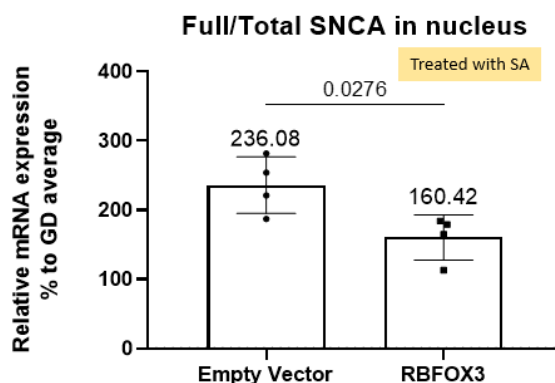 Full/Total SNCA in nucleus
Treated with SA
Relative mRNA expression
% to GD average
400
300
200
100
0
0.0276
236.08
160.42
Empty Vector
RBFOX3